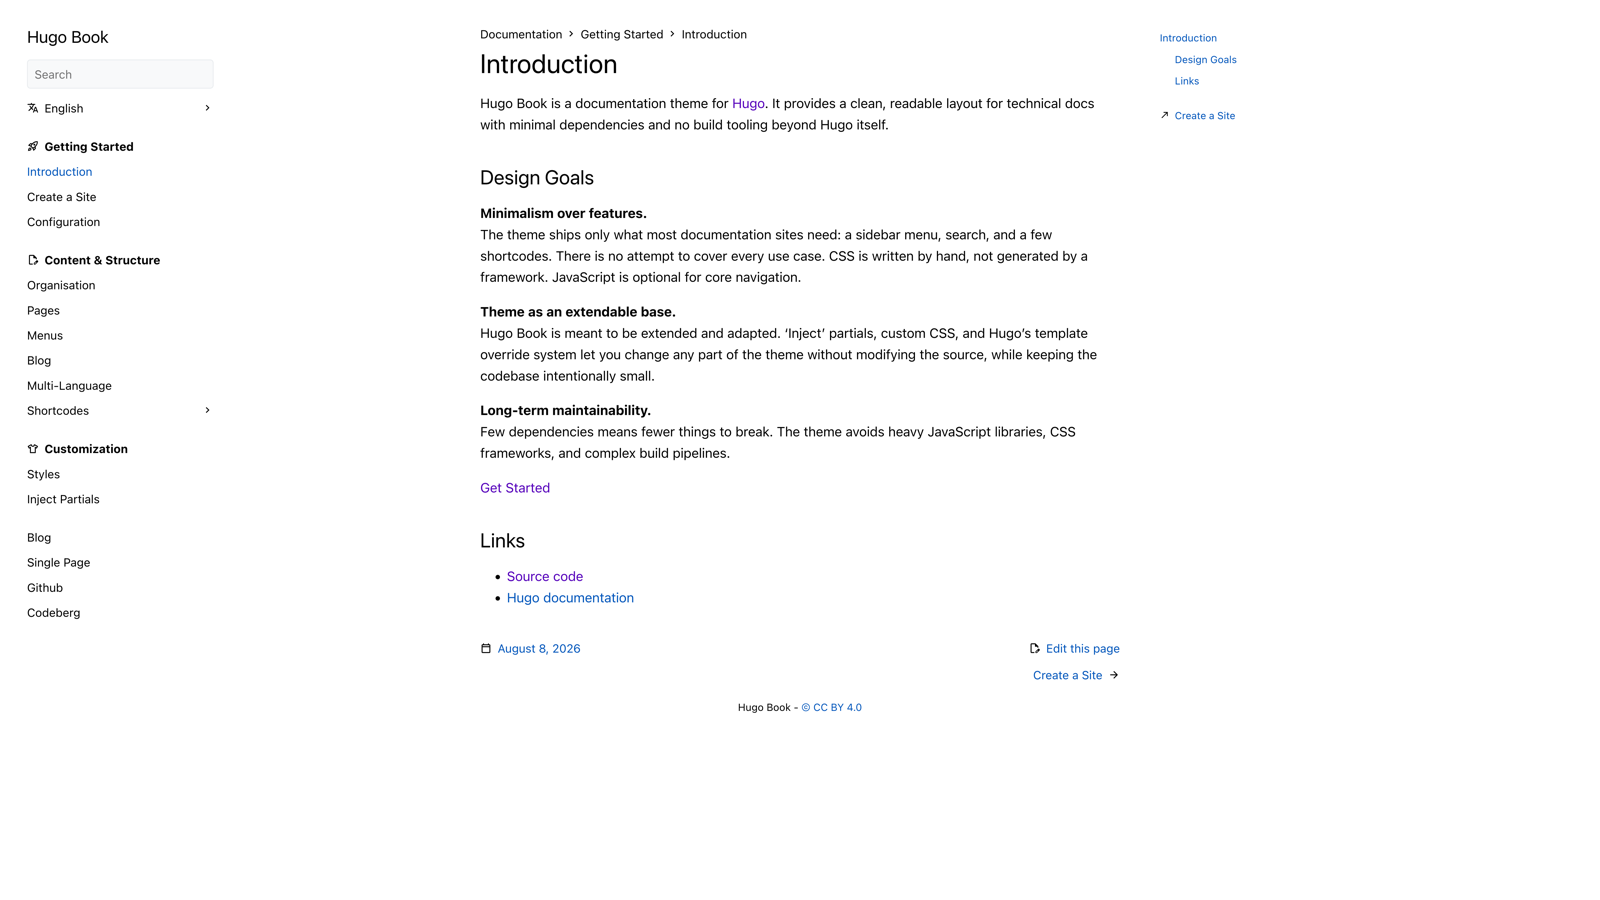 Hugo Book
Search
English
Getting Started
Introduction
Create a Site
Configuration
Content & Structure
Organisation
Pages
Menus
Blog
Multi-Language
Shortcodes
Customization
Styles
Inject Partials
Blog
Single Page
Github
Codeberg
Documentation > Getting Started > Introduction
Introduction
Hugo Book is a documentation theme for Hugo. It provides a clean, readable layout for technical docs
with minimal dependencies and no build tooling beyond Hugo itself.
Design Goals
Minimalism over features.
The theme ships only what most documentation sites need: a sidebar menu, search, and a few
shortcodes. There is no attempt to cover every use case. CSS is written by hand, not generated by a
framework. JavaScript is optional for core navigation.
Theme as an extendable base.
Hugo Book is meant to be extended and adapted. ‘Inject’ partials, custom CSS, and Hugo’s template
override system let you change any part of the theme without modifying the source, while keeping the
codebase intentionally small.
Long-term maintainability.
Few dependencies means fewer things to break. The theme avoids heavy JavaScript libraries, CSS
frameworks, and complex build pipelines.
Get Started
Links
• Source code
• Hugo documentation
August 8, 2026
Edit this page
Create a Site →
Hugo Book - © CC BY 4.0
Introduction
Design Goals
Links
↗ Create a Site